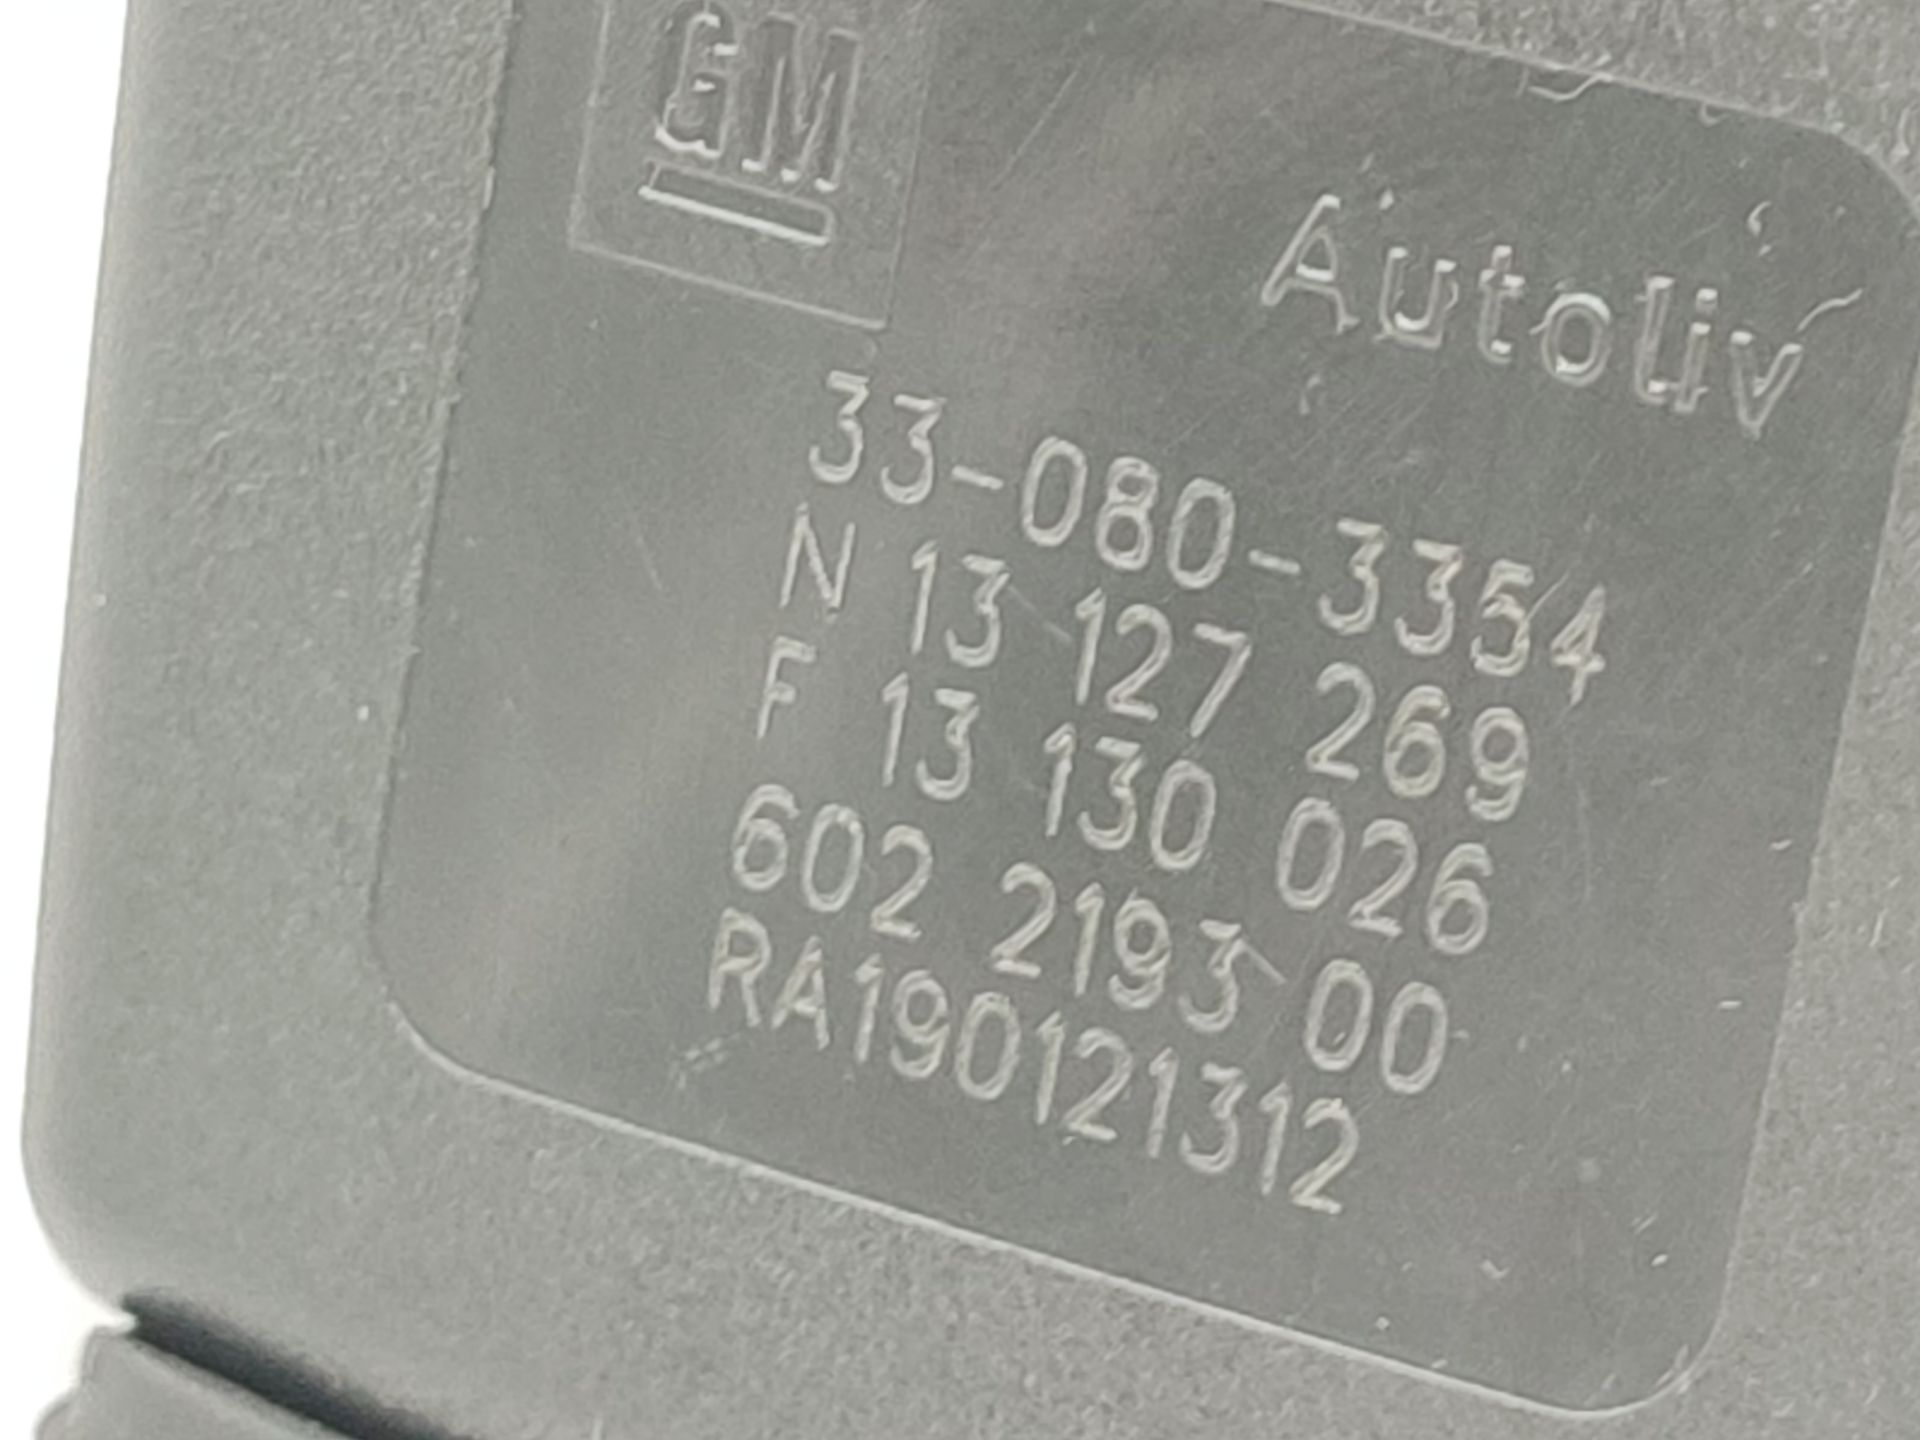 GM
Autoliv
33-080-3354
N 13 127 269
F 13 130 026
602 2193 00
RA190121312